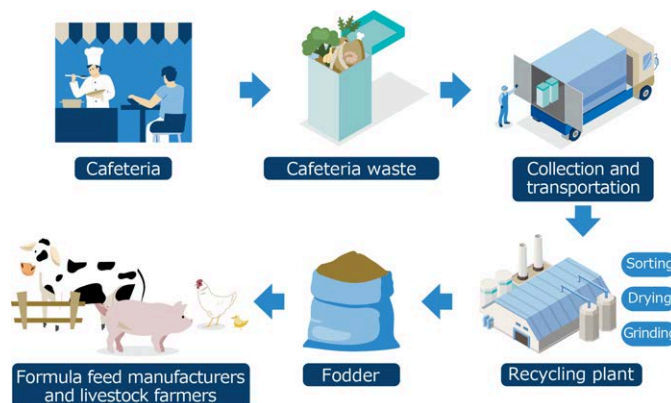 Cafeteria
Cafeteria waste
Collection and
transportation
Sorting
Drying
Grinding
Recycling plant
Fodder
Formula feed manufacturers
and livestock farmers